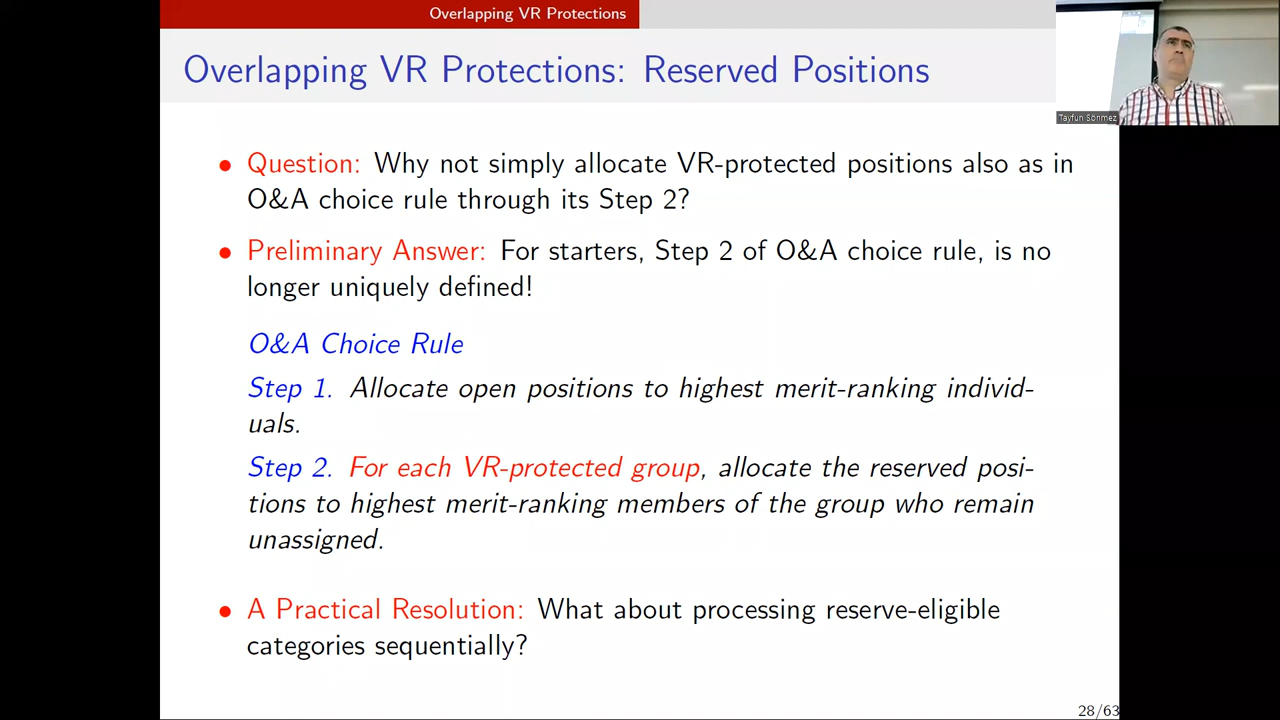 Overlapping VR Protections
Overlapping VR Protections: Reserved Positions
Tayfun Sönmez
• Question: Why not simply allocate VR-protected positions also as in
O&A choice rule through its Step 2?
• Preliminary Answer: For starters, Step 2 of O&A choice rule, is no
longer uniquely defined!
O&A Choice Rule
Step 1. Allocate open positions to highest merit-ranking individ-
uals.
Step 2. For each VR-protected group, allocate the reserved posi-
tions to highest merit-ranking members of the group who remain
unassigned.
• A Practical Resolution: What about processing reserve-eligible
categories sequentially?
28/63